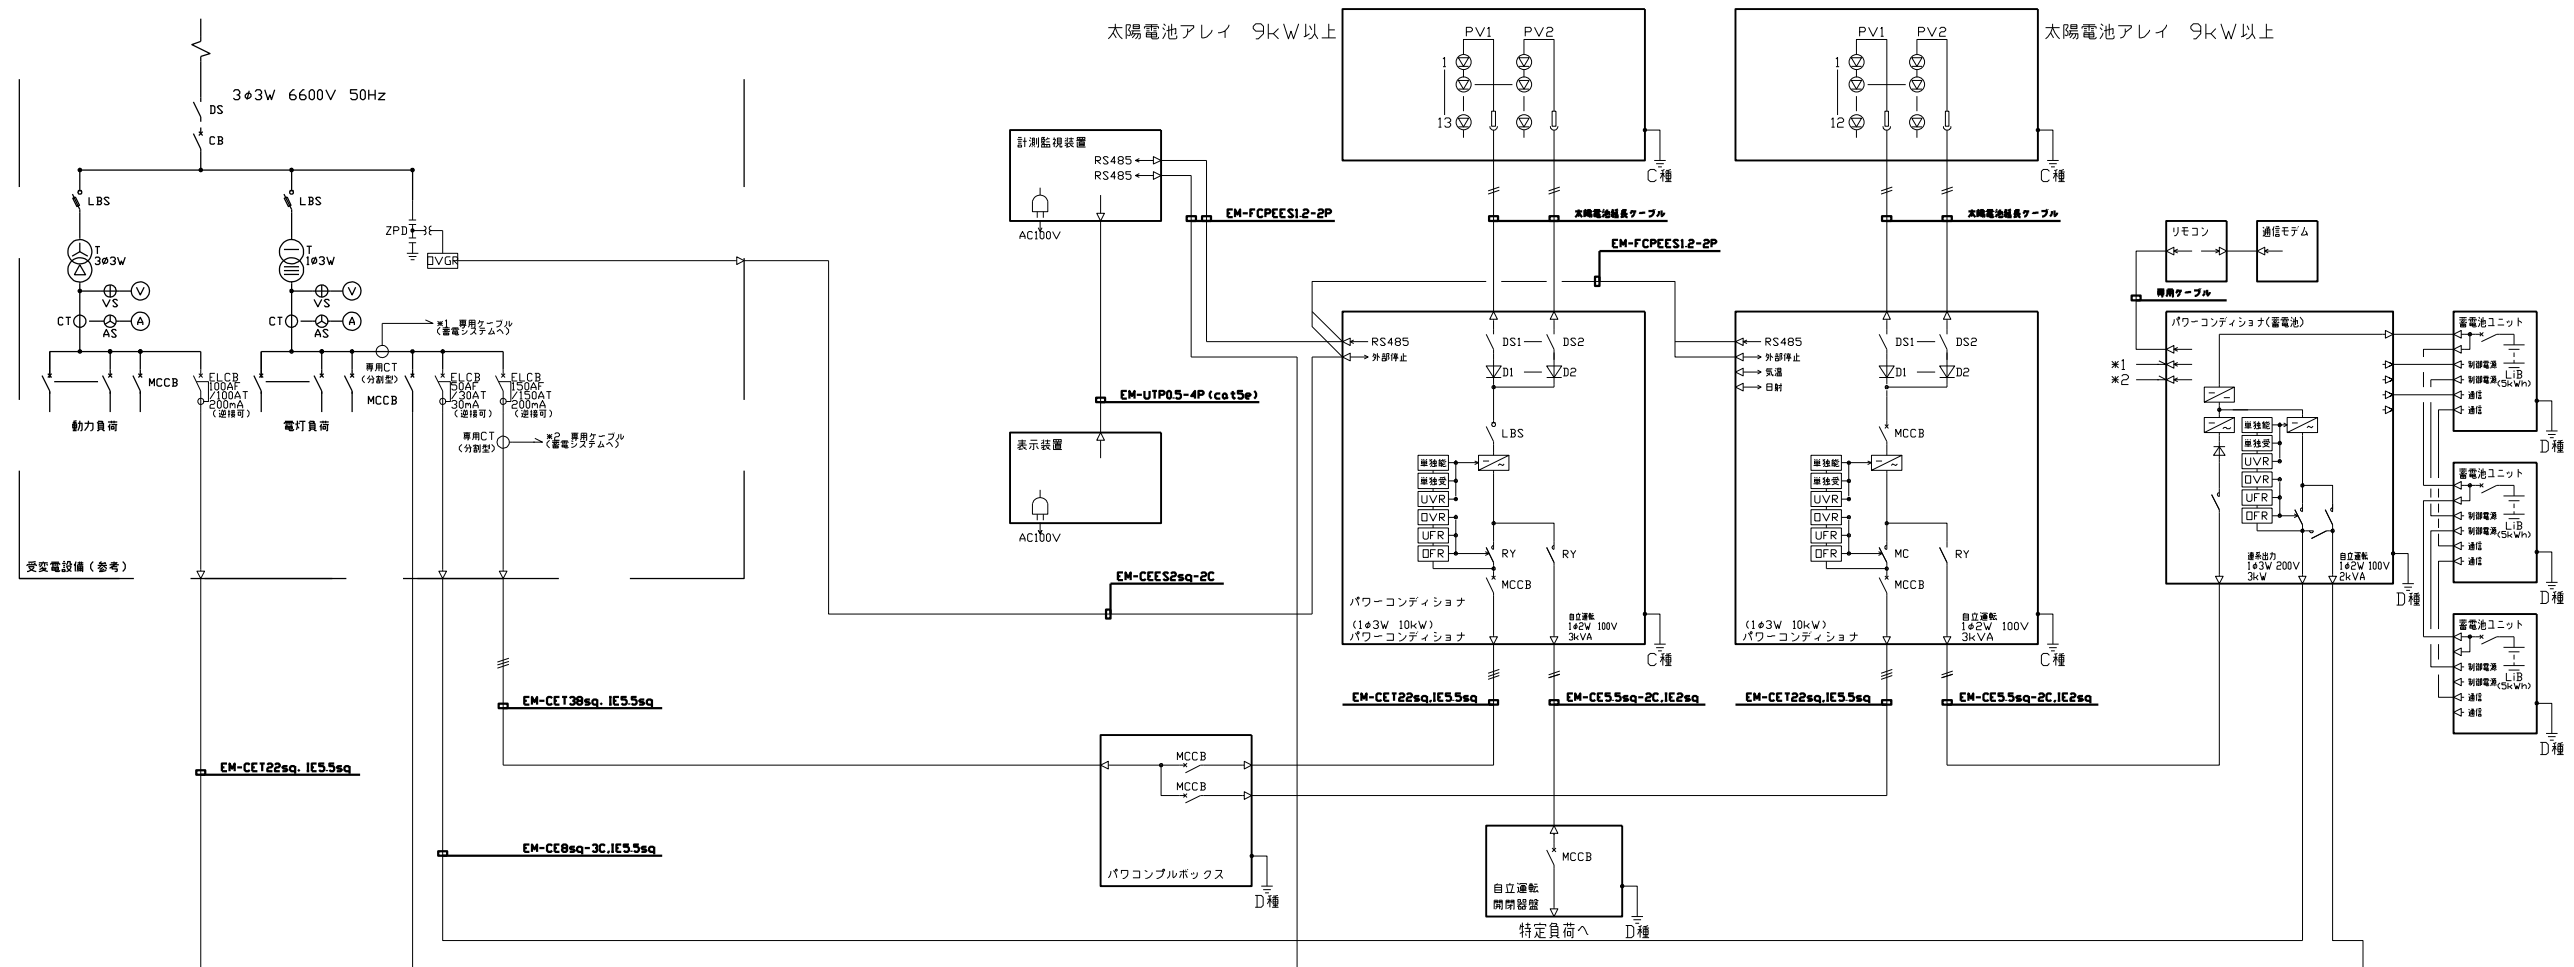 太陽電池アレイ 9kW以上
PV1 PV2
1
13
C種
PV1 PV2
1
12
C種
太陽電池アレイ 9kW以上
3φ3W 6600V 50Hz
DS
CB
LBS
T
3φ3W
VS
V
CT
AS
A
MCCB
動力負荷
ELCB
100AF
/100AT
200mA
(逆接可)
LBS
T
1φ3W
VS
V
CT
AS
A
※1 専用ケーブル
(蓄電システムへ)
専用CT
(分割型)
MCCB
電灯負荷
ELCB
50AF
/30AT
30mA
(逆接可)
ELCB
150AF
/150AT
200mA
(逆接可)
専用CT
(分割型)
※2 専用ケーブル
(蓄電システムへ)
ZPD
OVGR
受変電設備(参考)
EM-CET38sq. IE5.5sq
EM-CET22sq. IE5.5sq
EM-CE8sq-3C,IE5.5sq
計測監視装置
RS485
RS485
AC100V
EM-FCPEES1.2-2P
EM-UTP0.5-4P(cat5e)
表示装置
AC100V
EM-CEES2sq-2C
太陽電池延長ケーブル
EM-FCPEES1.2-2P
太陽電池延長ケーブル
RS485
外部停止
DS1 DS2
D1 D2
LBS
単独能
単独受
UVR
OVR
UFR
OFR
RY RY
MCCB
パワーコンディショナ
(1φ3W 10kW)
パワーコンディショナ
自立運転
1φ2W 100V
3kVA
C種
RS485
外部停止
気温
日射
DS1 DS2
D1 D2
MCCB
単独能
単独受
UVR
OVR
UFR
OFR
MC RY
MCCB
(1φ3W 10kW)
パワーコンディショナ
自立運転
1φ2W 100V
3kVA
C種
EM-CET22sq,IE5.5sq
EM-CE5.5sq-2C,IE2sq
EM-CET22sq,IE5.5sq
EM-CE5.5sq-2C,IE2sq
MCCB
MCCB
パワコンプルボックス
D種
MCCB
自立運転
開閉器盤
特定負荷へ
D種
リモコン
通信モデム
専用ケーブル
パワーコンディショナ(蓄電池)
※1
※2
単独能
単独受
UVR
OVR
UFR
OFR
連系出力
1φ3W 200V
3kW
自立運転
1φ2W 100V
2kVA
D種
蓄電池ユニット
制御電源
制御電源
通信
通信
LiB
(5kWh)
D種
蓄電池ユニット
制御電源
制御電源
通信
通信
LiB
(5kWh)
D種
蓄電池ユニット
制御電源
制御電源
通信
通信
LiB
(5kWh)
D種